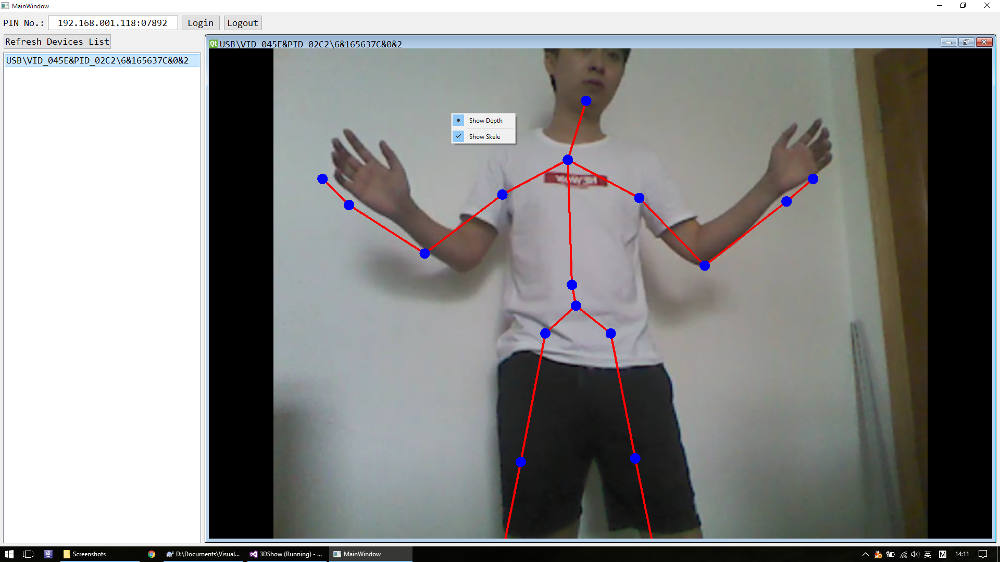 MainWindow
PIN No.: 192.168.001.118:07892 Login Logout
Refresh Devices List
USB\VID_045E&PID_02C2\6&165637C&0&2
Qt USB\VID_045E&PID_02C2\6&165637C&0&2
Show Depth
Show Skele
Screenshots
D:\Documents\Visual...
3DShow (Running) - ...
MainWindow
英
M
14:11